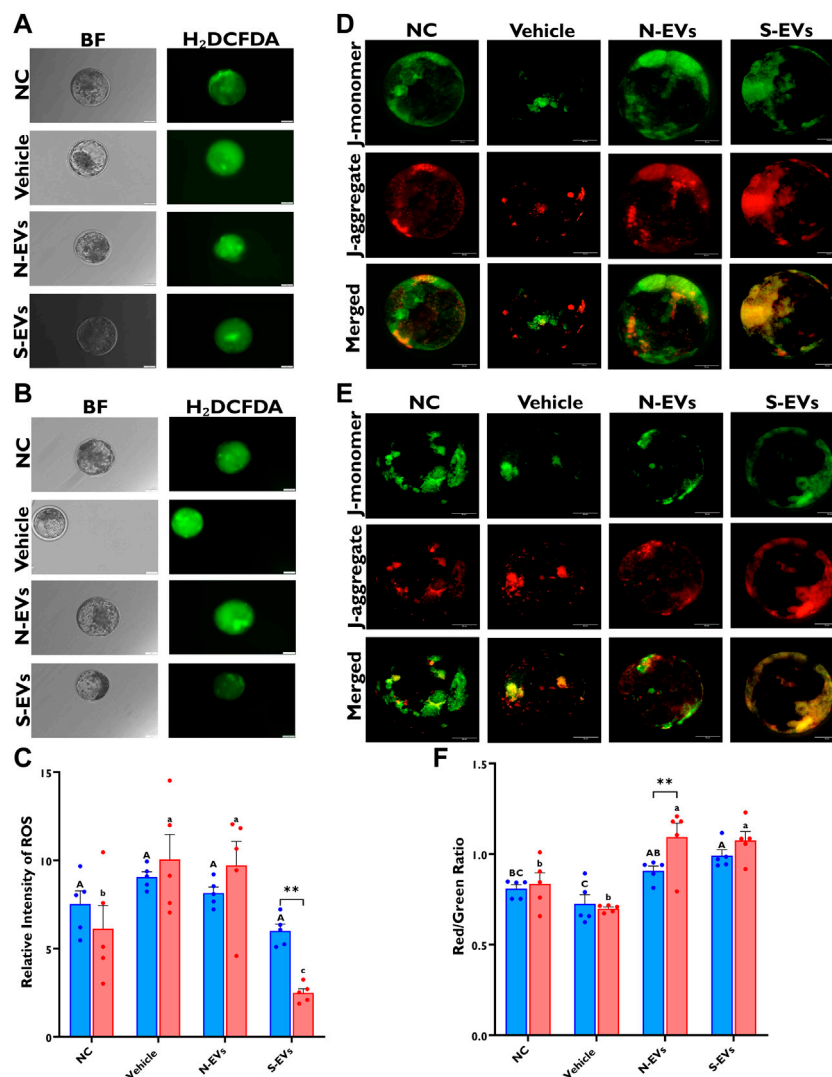 A
BF
H₂DCFDA
NC
Vehicle
N-EVs
S-EVs
B
BF
H₂DCFDA
NC
Vehicle
N-EVs
S-EVs
C
Relative Intensity of ROS
15
10
5
0
A
b
A
a
A
a
A
**
c
NC
Vehicle
N-EVs
S-EVs
D
NC
Vehicle
N-EVs
S-EVs
J-monomer
J-aggregate
Merged
E
NC
Vehicle
N-EVs
S-EVs
J-monomer
J-aggregate
Merged
F
Red/Green Ratio
1.5
1.0
0.5
0.0
BC
b
C
b
AB
**
a
A
a
NC
Vehicle
N-EVs
S-EVs